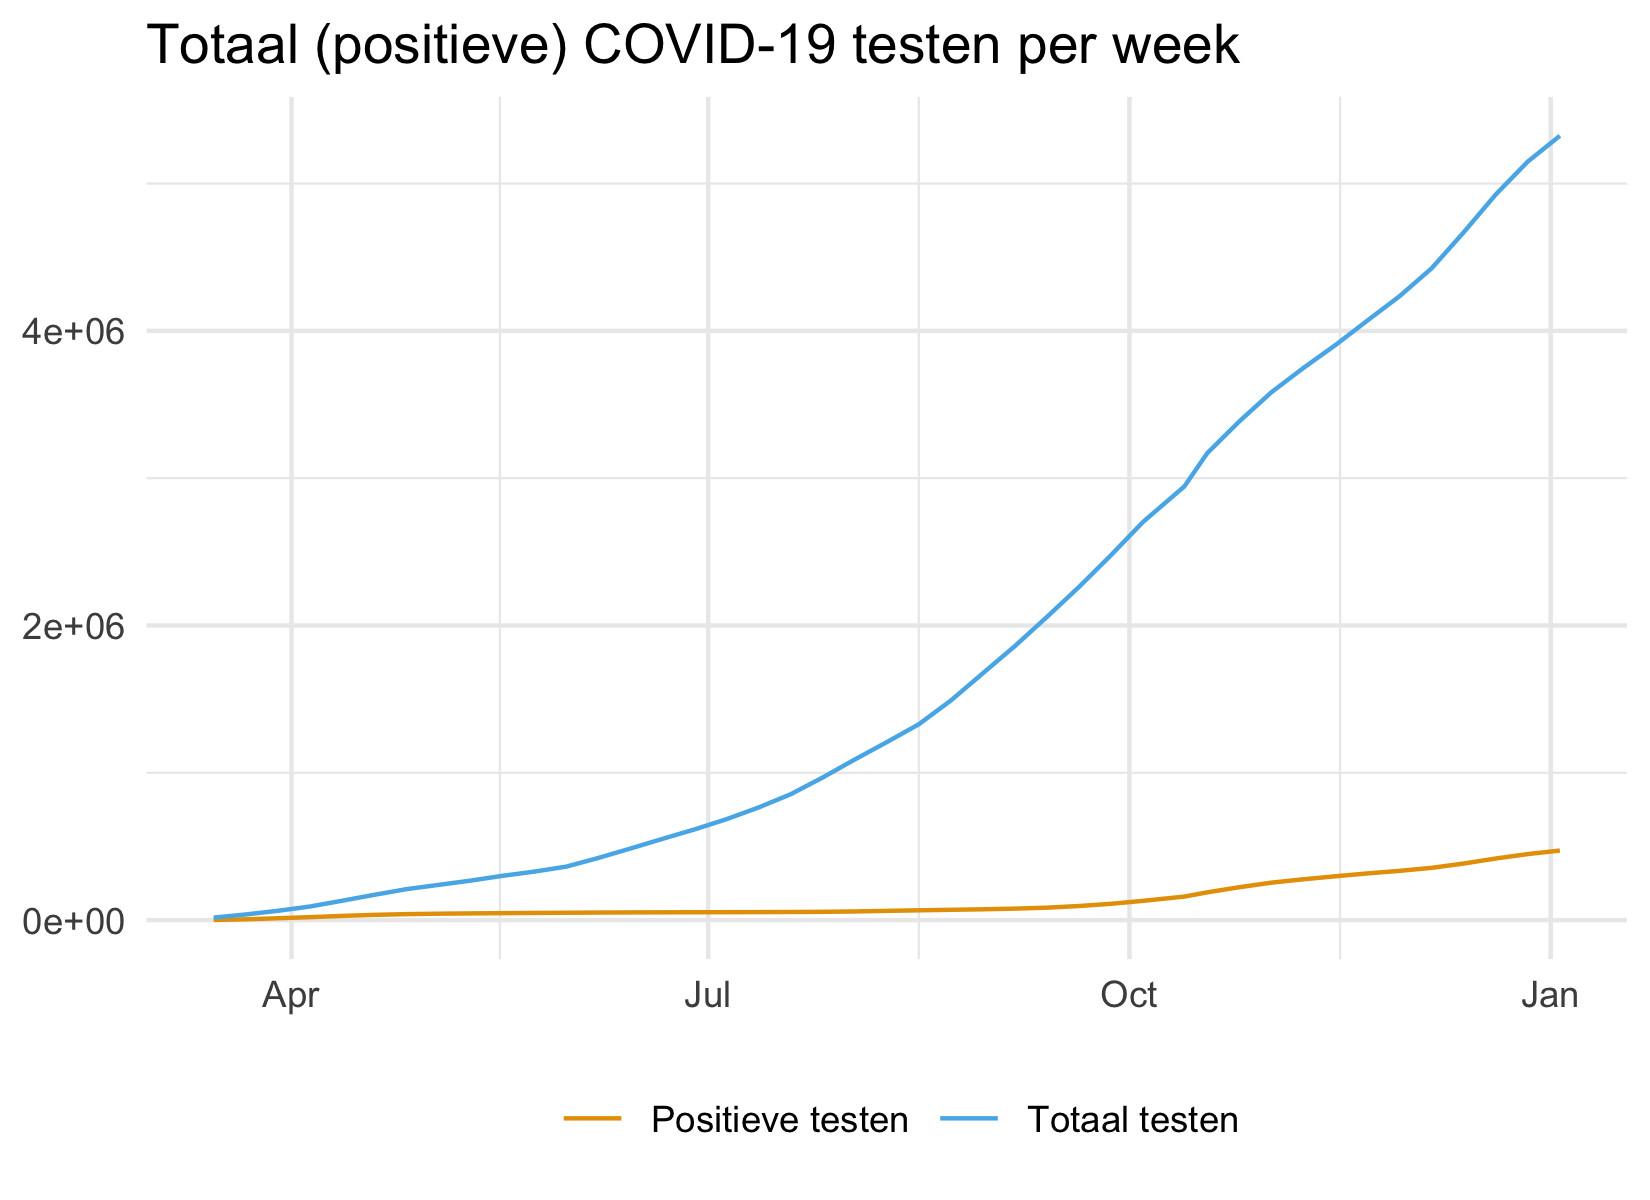 Totaal (positieve) COVID-19 testen per week
4e+06
2e+06
0e+00
Apr Jul Oct Jan
Positieve testen Totaal testen